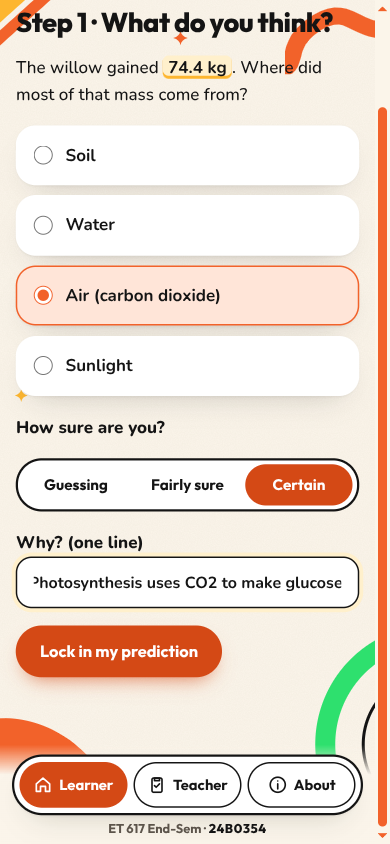 Step 1 · What do you think?
The willow gained 74.4 kg . Where did
most of that mass come from?
Soil
Water
Air (carbon dioxide)
Sunlight
How sure are you?
Guessing Fairly sure Certain
Why? (one line)
Photosynthesis uses CO2 to make glucose
Lock in my prediction
Learner Teacher About
ET 617 End-Sem · 24B0354